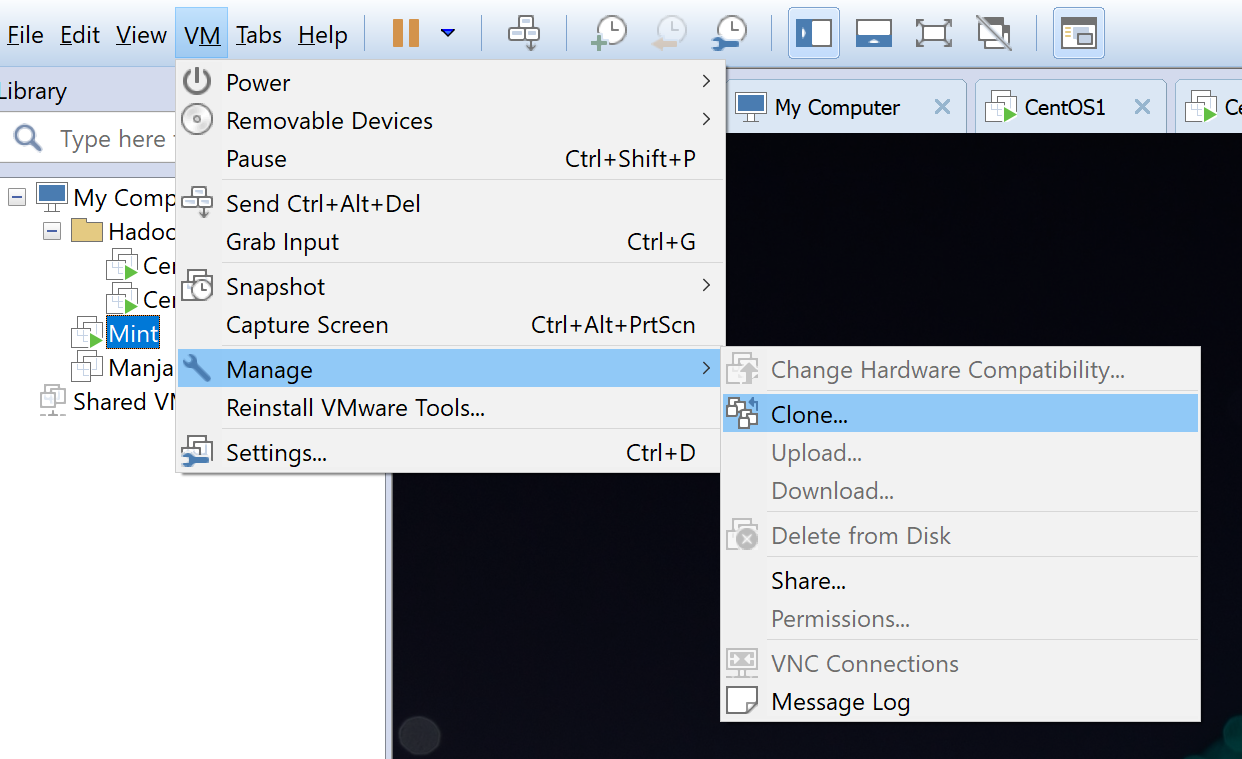 File Edit View VM Tabs Help
Library
Type here
My Computer
CentOS1
My Comp
Hadoo
Mint
Manja
Shared VM
Power
Removable Devices
Pause Ctrl+Shift+P
Send Ctrl+Alt+Del
Grab Input Ctrl+G
Snapshot
Capture Screen Ctrl+Alt+PrtScn
Manage
Reinstall VMware Tools...
Settings... Ctrl+D
Change Hardware Compatibility...
Clone...
Upload...
Download...
Delete from Disk
Share...
Permissions...
VNC Connections
Message Log